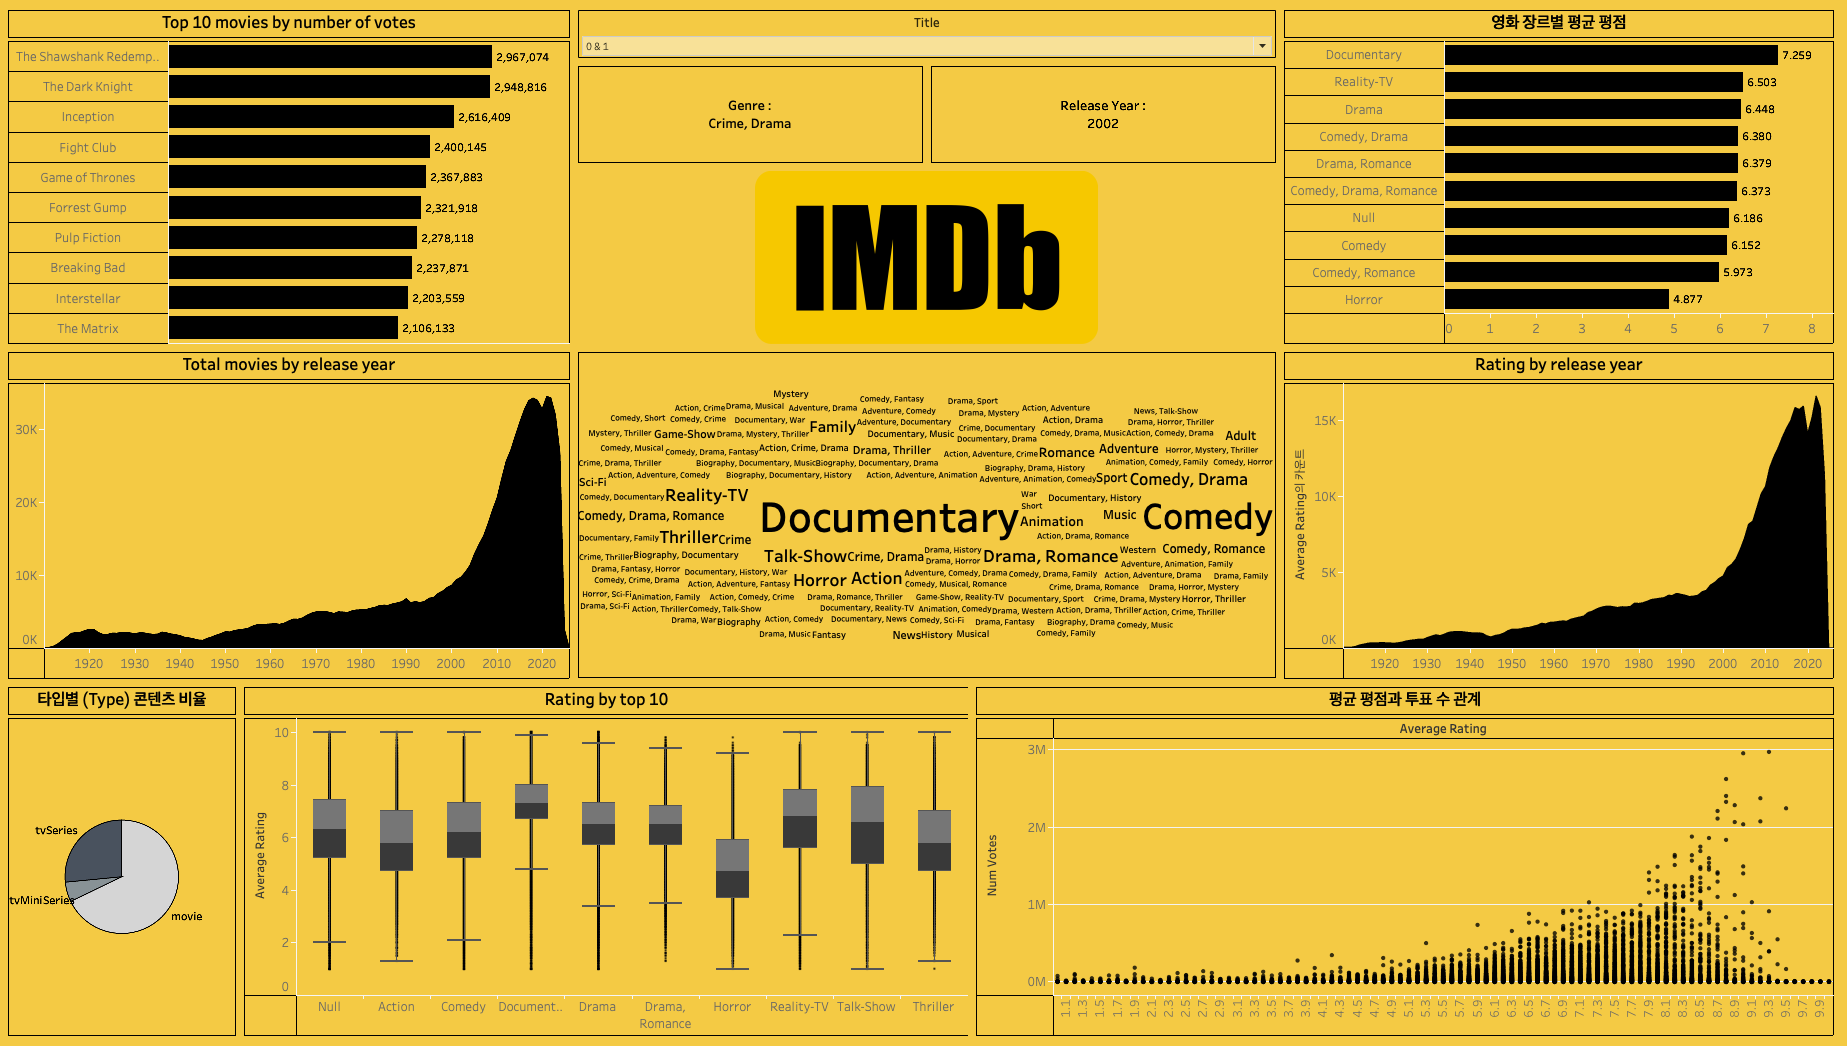 Top 10 movies by number of votes
The Shawshank Redemp..
2,967,074
The Dark Knight
2,948,816
Inception
2,616,409
Fight Club
2,400,145
Game of Thrones
2,367,883
Forrest Gump
2,321,918
Pulp Fiction
2,278,118
Breaking Bad
2,237,871
Interstellar
2,203,559
The Matrix
2,106,133
Title
0 & 1
Genre :
Crime, Drama
Release Year :
2002
IMDb
영화 장르별 평균 평점
Documentary
7.259
Reality-TV
6.503
Drama
6.448
Comedy, Drama
6.380
Drama, Romance
6.379
Comedy, Drama, Romance
6.373
Null
6.186
Comedy
6.152
Comedy, Romance
5.973
Horror
4.877
0 1 2 3 4 5 6 7 8
Total movies by release year
30K
20K
10K
0K
1920 1930 1940 1950 1960 1970 1980 1990 2000 2010 2020
Mystery
Comedy, Fantasy
Drama, Sport
Action, Crime Drama, Musical Adventure, Drama Adventure, Comedy Drama, Mystery Action, Adventure News, Talk-Show
Comedy, Short Comedy, Crime Documentary, War Adventure, Documentary Action, Drama Drama, Horror, Thriller
Family Crime, Documentary
Mystery, Thriller Game-Show Drama, Mystery, Thriller Documentary, Music Documentary, Drama Comedy, Drama, Music Action, Comedy, Drama Adult
Comedy, Musical Comedy, Drama, Fantasy Action, Crime, Drama Drama, Thriller Action, Adventure, Crime Romance Adventure Horror, Mystery, Thriller
Crime, Drama, Thriller Biography, Documentary, Music Biography, Documentary, Drama Biography, Drama, History Animation, Comedy, Family Comedy, Horror
Sci-Fi Action, Adventure, Comedy Biography, Documentary, History Action, Adventure, Animation Adventure, Animation, Comedy Sport Comedy, Drama
Comedy, Documentary Reality-TV War Documentary, History
Short
Comedy, Drama, Romance Documentary Animation Music Comedy
Documentary, Family Thriller Crime Action, Drama, Romance
Crime, Thriller Biography, Documentary Talk-Show Crime, Drama Drama, History Drama, Romance Western Comedy, Romance
Drama, Horror Adventure, Animation, Family
Drama, Fantasy, Horror Documentary, History, War Horror Action Adventure, Comedy, Drama Comedy, Drama, Family Action, Adventure, Drama Drama, Family
Comedy, Crime, Drama Action, Adventure, Fantasy Comedy, Musical, Romance Crime, Drama, Romance Drama, Horror, Mystery
Horror, Sci-Fi Animation, Family Action, Comedy, Crime Drama, Romance, Thriller Game-Show, Reality-TV Documentary, Sport Crime, Drama, Mystery Horror, Thriller
Drama, Sci-Fi Action, Thriller Comedy, Talk-Show Documentary, Reality-TV Animation, Comedy Drama, Western Action, Drama, Thriller Action, Crime, Thriller
Drama, War Biography Action, Comedy Documentary, News Comedy, Sci-Fi Drama, Fantasy Biography, Drama Comedy, Music
Drama, Music Fantasy News History Musical Comedy, Family
Rating by release year
Average Rating의 카운트
15K
10K
5K
0K
1920 1930 1940 1950 1960 1970 1980 1990 2000 2010 2020
타입별 (Type) 콘텐츠 비율
tvSeries
tvMiniSeries
movie
Rating by top 10
Average Rating
10
8
6
4
2
0
Null Action Comedy Document.. Drama Drama, Romance Horror Reality-TV Talk-Show Thriller
평균 평점과 투표 수 관계
Average Rating
Num Votes
3M
2M
1M
0M
1.1 1.3 1.5 1.7 1.9 2.1 2.3 2.5 2.7 2.9 3.1 3.3 3.5 3.7 3.9 4.1 4.3 4.5 4.7 4.9 5.1 5.3 5.5 5.7 5.9 6.1 6.3 6.5 6.7 6.9 7.1 7.3 7.5 7.7 7.9 8.1 8.3 8.5 8.7 8.9 9.1 9.3 9.5 9.7 9.9